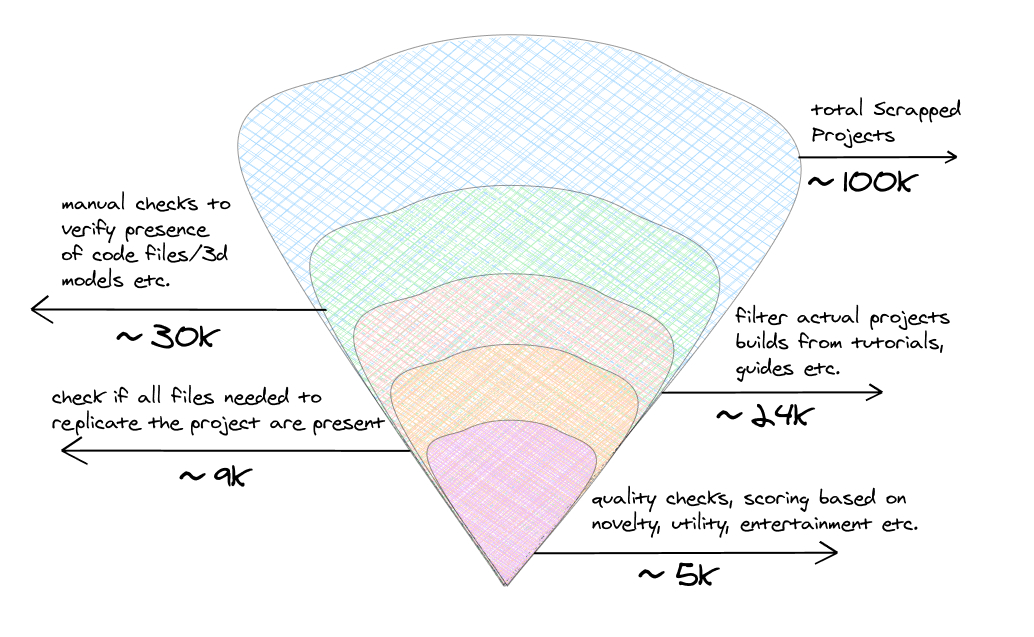 total Scrapped
Projects
~ 100K
manual checks to
verify presence
of code files/3d
models etc.
~ 30K
filter actual projects
builds from tutorials,
guides etc.
~ 24K
check if all files needed to
replicate the project are present
~ 9K
quality checks, scoring based on
novelty, utility, entertainment etc.
~ 5K